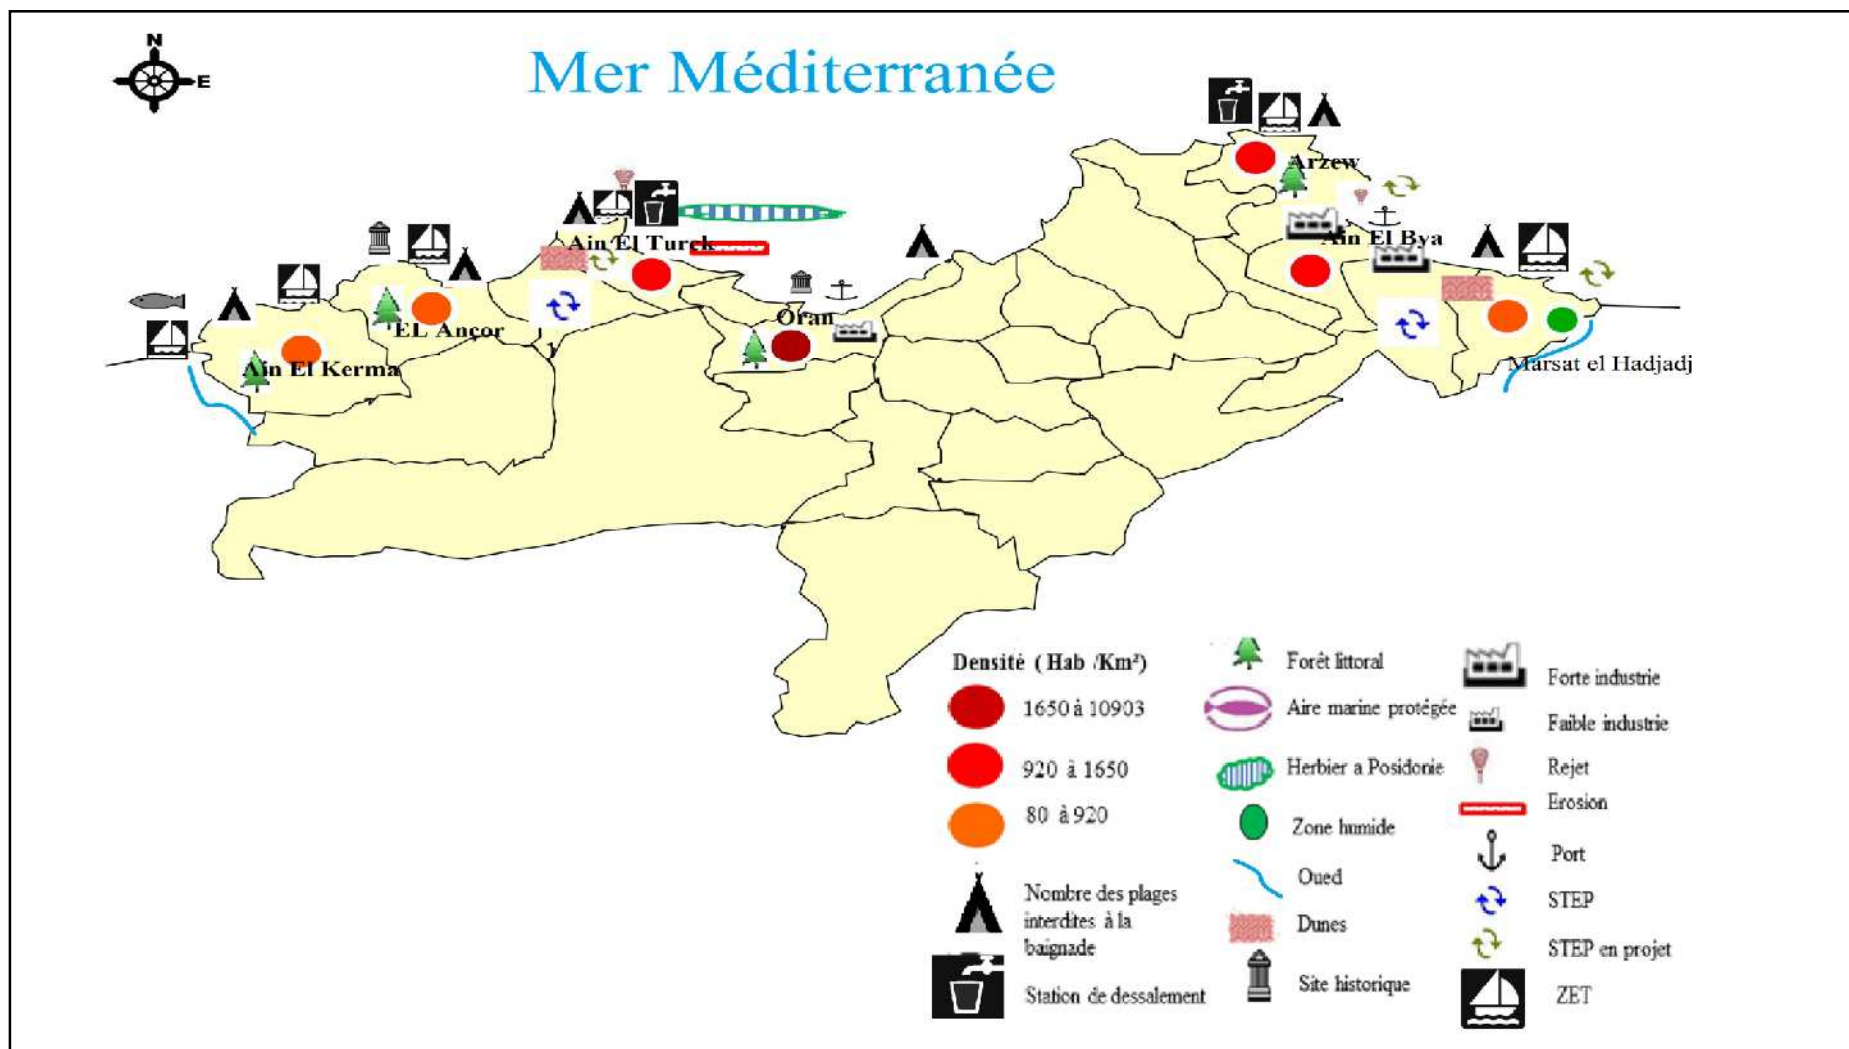 N
E
Mer Méditerranée
Arzew
Ain El Turck
Ain El Bya
Oran
EL Ançor
Ain El Kerma
Marsat el Hadjadj
Densité ( Hab /Km²)
1650 à 10903
920 à 1650
80 à 920
Nombre des plages
interdites à la
baignade
Station de dessalement
Forêt littoral
Aire marine protégée
Herbier a Posidonie
Zone humide
Oued
Dunes
Site historique
Forte industrie
Faible industrie
Rejet
Erosion
Port
STEP
STEP en projet
ZET